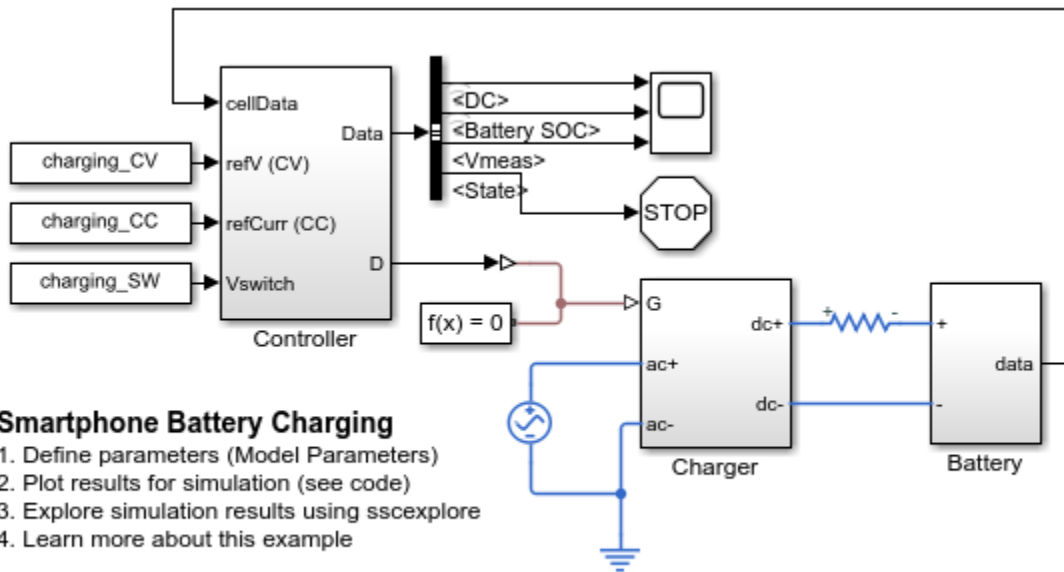 cellData
Data
<DC>
<Battery SOC>
<Vmeas>
<State>
charging_CV
refV (CV)
charging_CC
refCurr (CC)
charging_SW
Vswitch
D
STOP
Controller
f(x) = 0
G
dc+
+ -
+
ac+
data
dc-
-
ac-
Charger
Battery
Smartphone Battery Charging
1. Define parameters (Model Parameters)
2. Plot results for simulation (see code)
3. Explore simulation results using sscexplore
4. Learn more about this example